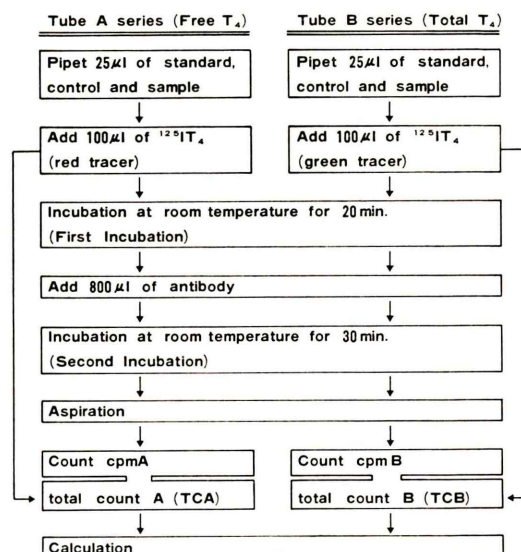 Tube A series (Free T₄)
Tube B series (Total T₄)
Pipet 25μl of standard,
control and sample
Pipet 25μl of standard,
control and sample
Add 100μl of ¹²⁵IT₄
(red tracer)
Add 100μl of ¹²⁵IT₄
(green tracer)
Incubation at room temperature for 20 min.
(First Incubation)
Add 800μl of antibody
Incubation at room temperature for 30 min.
(Second Incubation)
Aspiration
Count cpmA
Count cpm B
total count A (TCA)
total count B (TCB)
Calculation